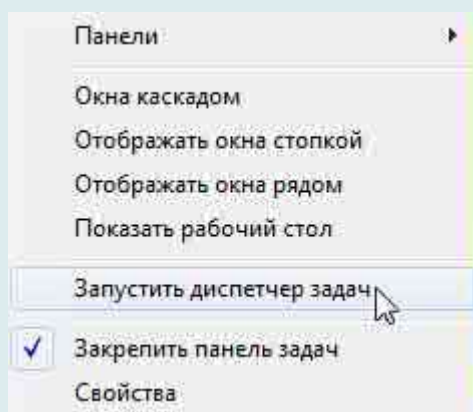 Панели
Окна каскадом
Отображать окна стопкой
Отображать окна рядом
Показать рабочий стол
Запустить диспетчер задач
Закрепить панель задач
Свойства